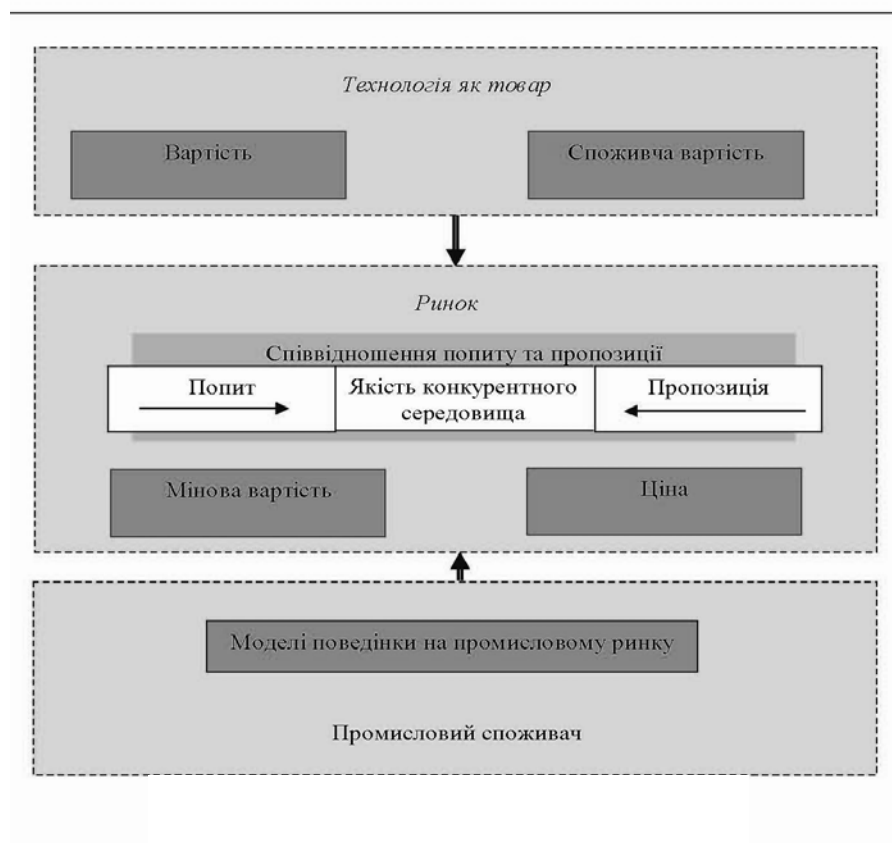 Технологія як товар
Вартість
Споживча вартість
Ринок
Співвідношення попиту та пропозиції
Попит
Якість конкурентного
середовища
Пропозиція
Мінова вартість
Ціна
Моделі поведінки на промисловому ринку
Промисловий споживач